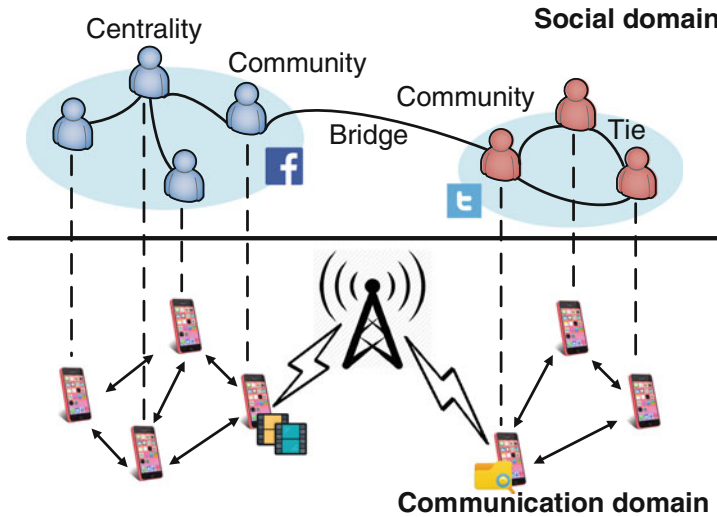 Social domain
Centrality
Community
Community
Bridge
Tie
f
t
Communication domain